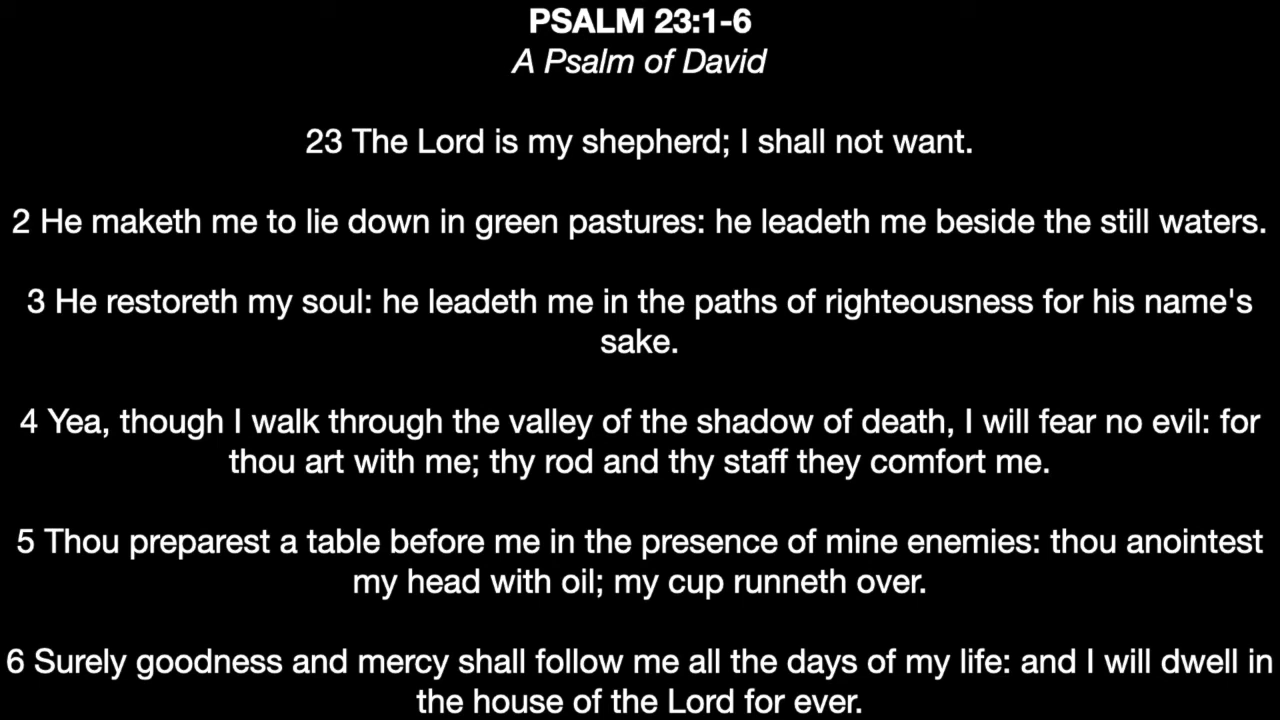 PSALM 23:1-6
A Psalm of David
23 The Lord is my shepherd; I shall not want.
2 He maketh me to lie down in green pastures: he leadeth me beside the still waters.
3 He restoreth my soul: he leadeth me in the paths of righteousness for his name's
sake.
4 Yea, though I walk through the valley of the shadow of death, I will fear no evil: for
thou art with me; thy rod and thy staff they comfort me.
5 Thou preparest a table before me in the presence of mine enemies: thou anointest
my head with oil; my cup runneth over.
6 Surely goodness and mercy shall follow me all the days of my life: and I will dwell in
the house of the Lord for ever.